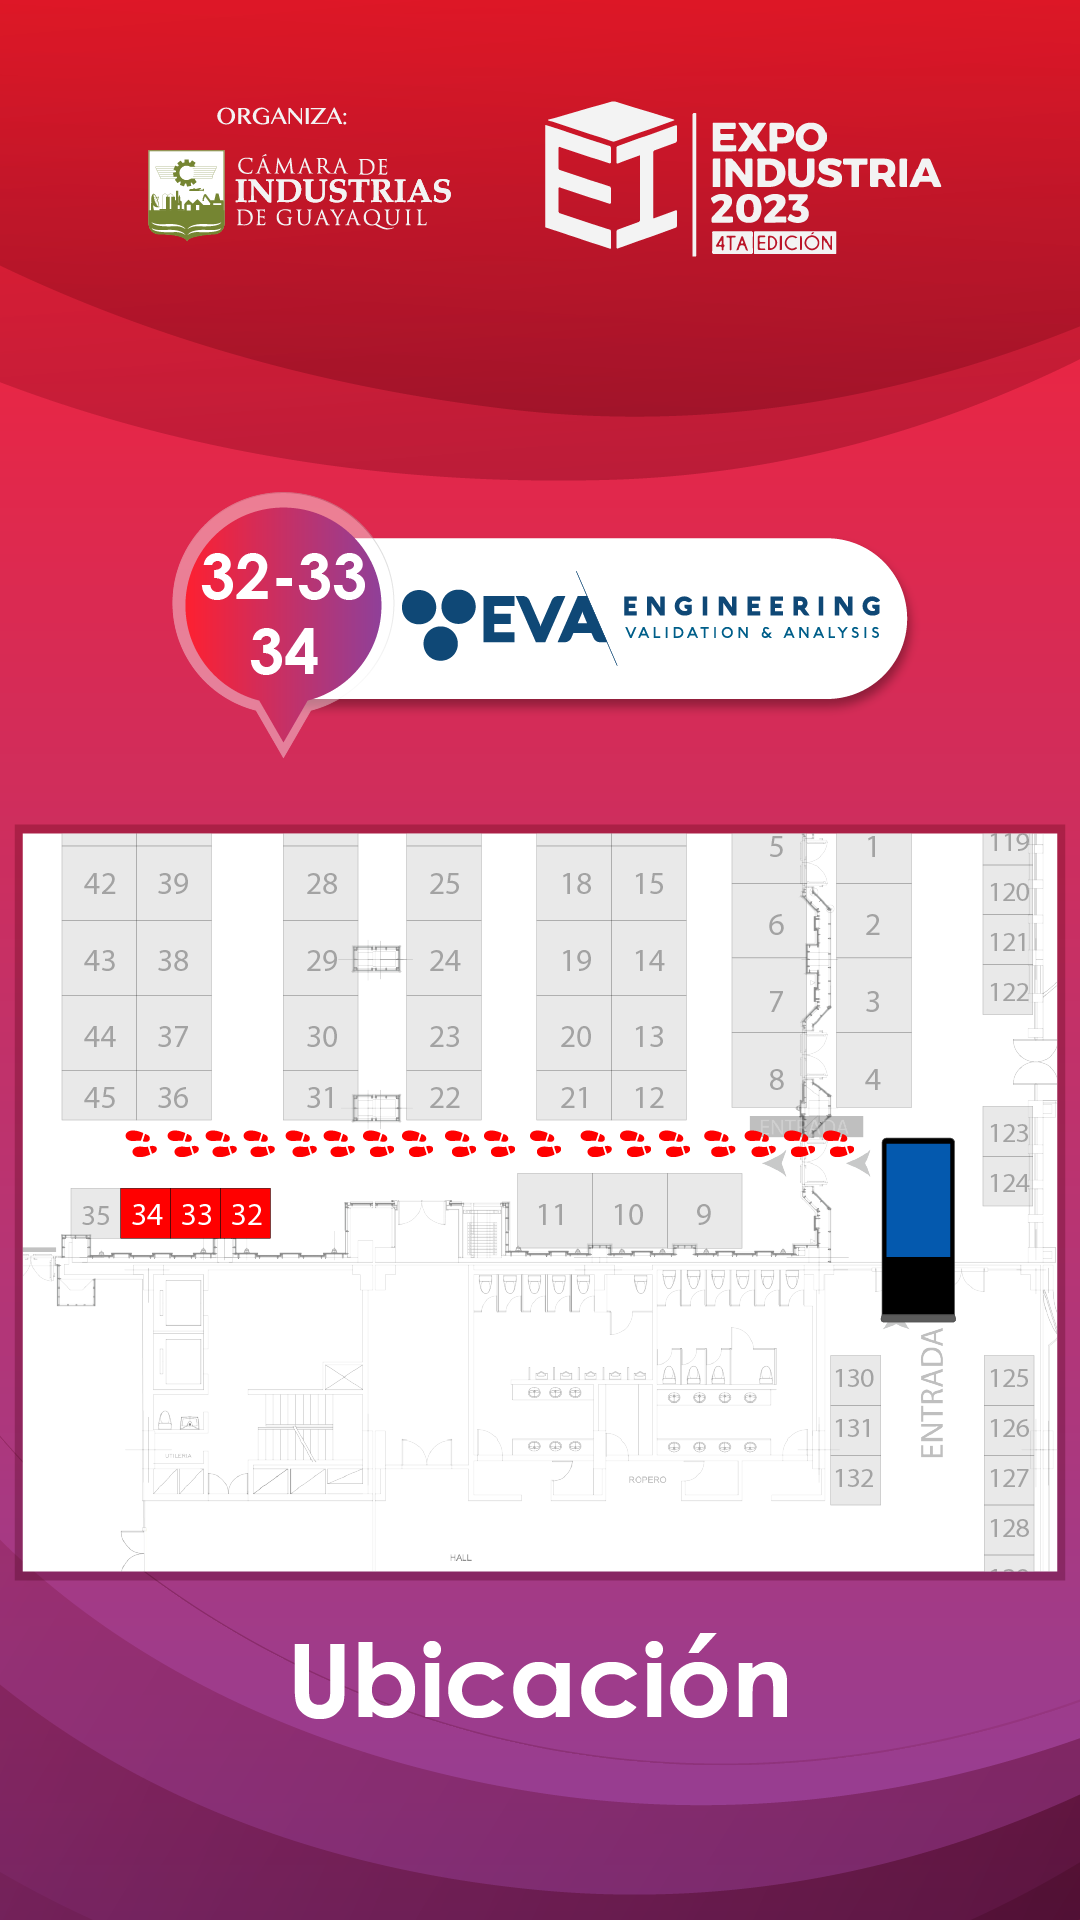 ORGANIZA:
CÁMARA DE
INDUSTRIAS
DE GUAYAQUIL
EI
EXPO
INDUSTRIA
2023
4TA EDICIÓN
32-33
34
EVA
ENGINEERING
VALIDATION & ANALYSIS
5 1 119
42 39 28 25 18 15 120
6 2 121
43 38 29 24 19 14
7 3 122
44 37 30 23 20 13
8 4
45 36 31 22 21 12
ENTRADA
123
124
35 34 33 32 11 10 9
ENTRADA
130 125
131 126
UTILERIA
132 127
ROPERO
128
HALL
Ubicación